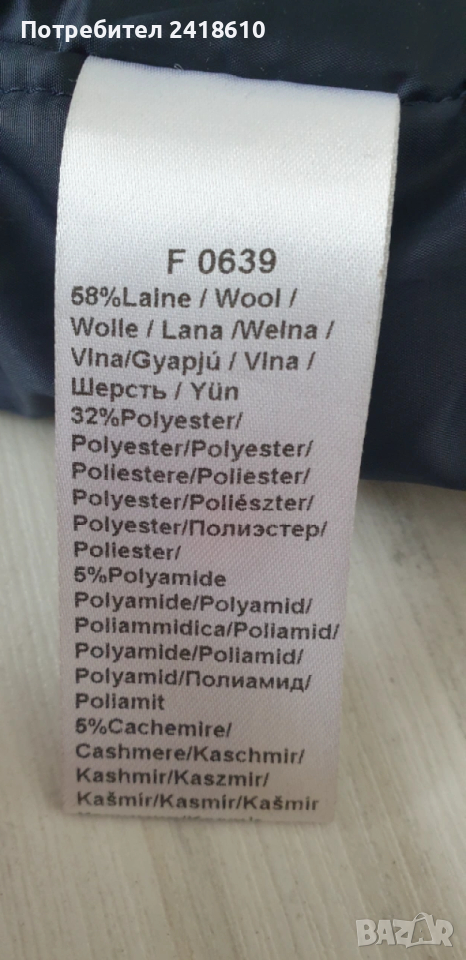 Потребител 2418610
F 0639
58%Laine / Wool /
Wolle / Lana /Wełna /
Vlna/Gyapjú / Vlna /
Шерсть / Yün
32%Polyester/
Polyester/Polyester/
Poliestere/Poliester/
Polyester/Poliészter/
Polyester/Полиэстер/
Poliester/
5%Polyamide
Polyamide/Polyamid/
Poliammidica/Poliamid/
Polyamide/Poliamid/
Polyamid/Полиамид/
Poliamit
5%Cachemire/
Cashmere/Kaschmir/
Kashmir/Kaszmir/
Kašmír/Kasmír/Kašmir
BAZAR